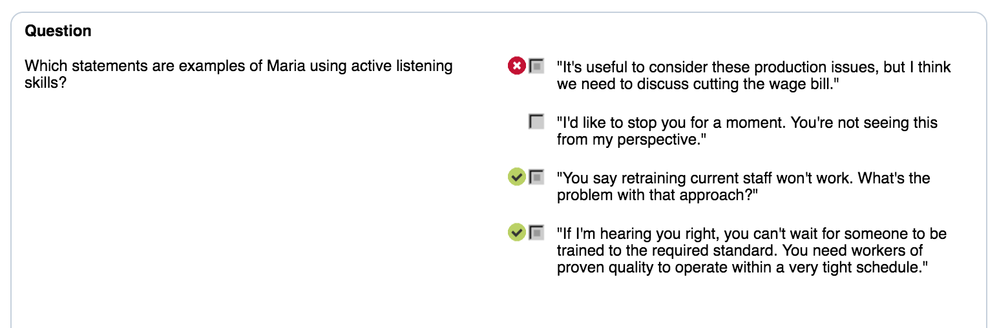 Question
Which statements are examples of Maria using active listening
skills?
"It's useful to consider these production issues, but I think
we need to discuss cutting the wage bill."
"I'd like to stop you for a moment. You're not seeing this
from my perspective."
"You say retraining current staff won't work. What's the
problem with that approach?"
"If I'm hearing you right, you can't wait for someone to be
trained to the required standard. You need workers of
proven quality to operate within a very tight schedule."